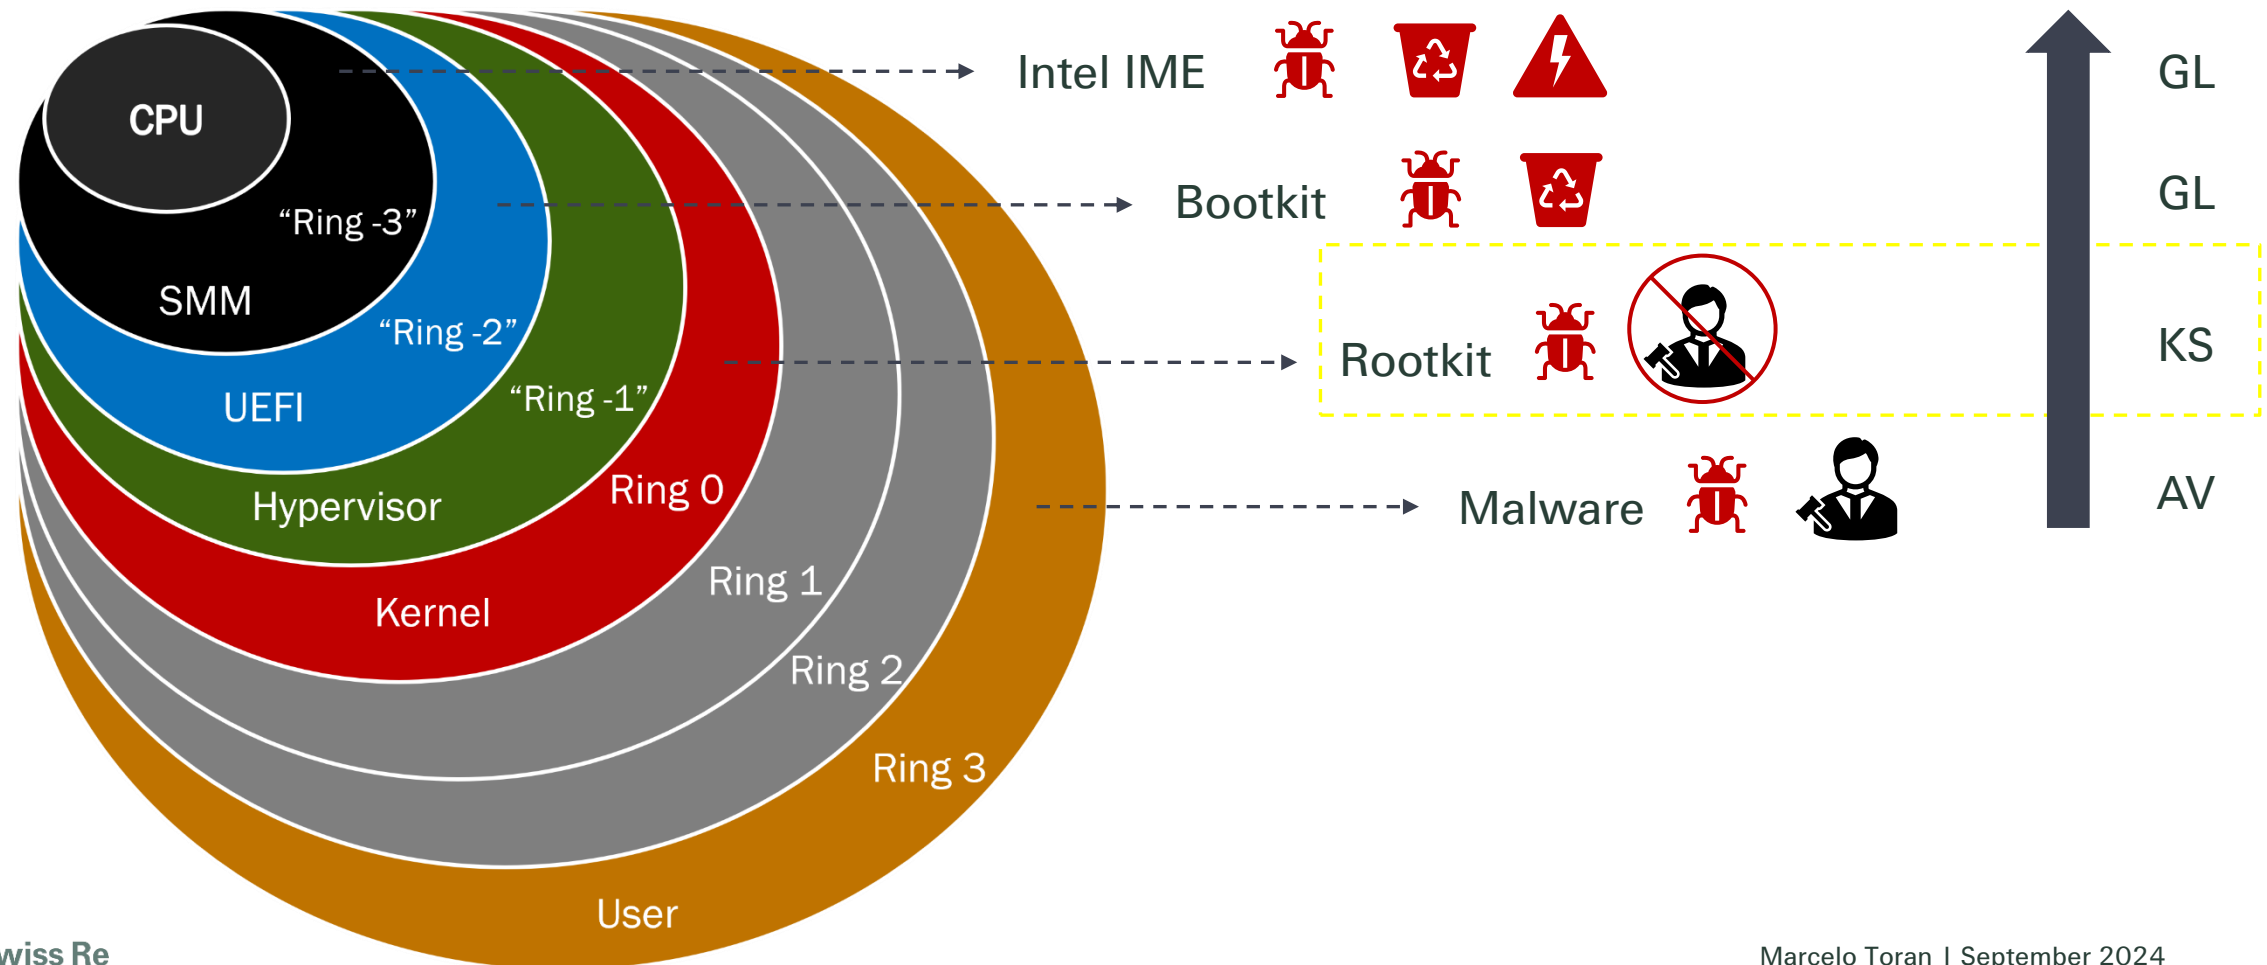 CPU
“Ring -3”
SMM
“Ring -2”
UEFI
“Ring -1”
Hypervisor
Ring 0
Kernel
Ring 1
Ring 2
Ring 3
User
Intel IME
GL
Bootkit
GL
Rootkit
KS
Malware
AV
wiss Re
Marcelo Toran | September 2024